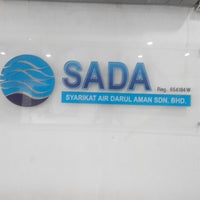 SADA
Reg : 654184W
SYARIKAT AIR DARUL AMAN SDN. BHD.